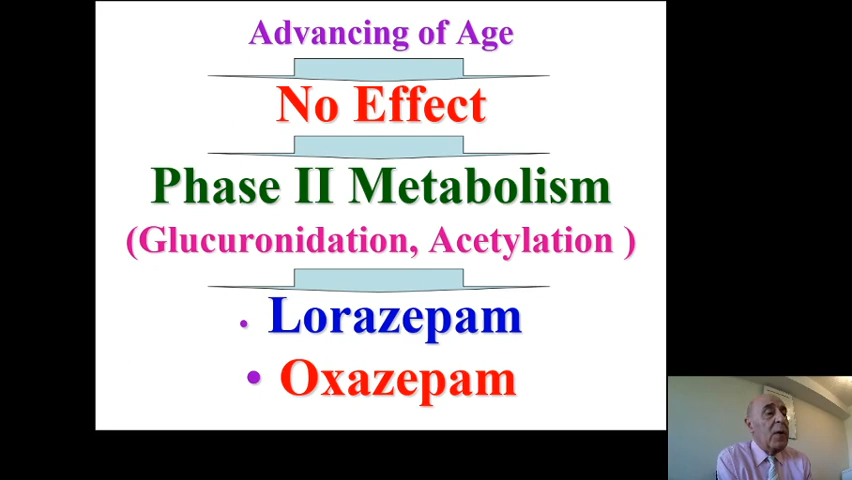 Advancing of Age
No Effect
Phase II Metabolism
(Glucuronidation, Acetylation )
• Lorazepam
• Oxazepam